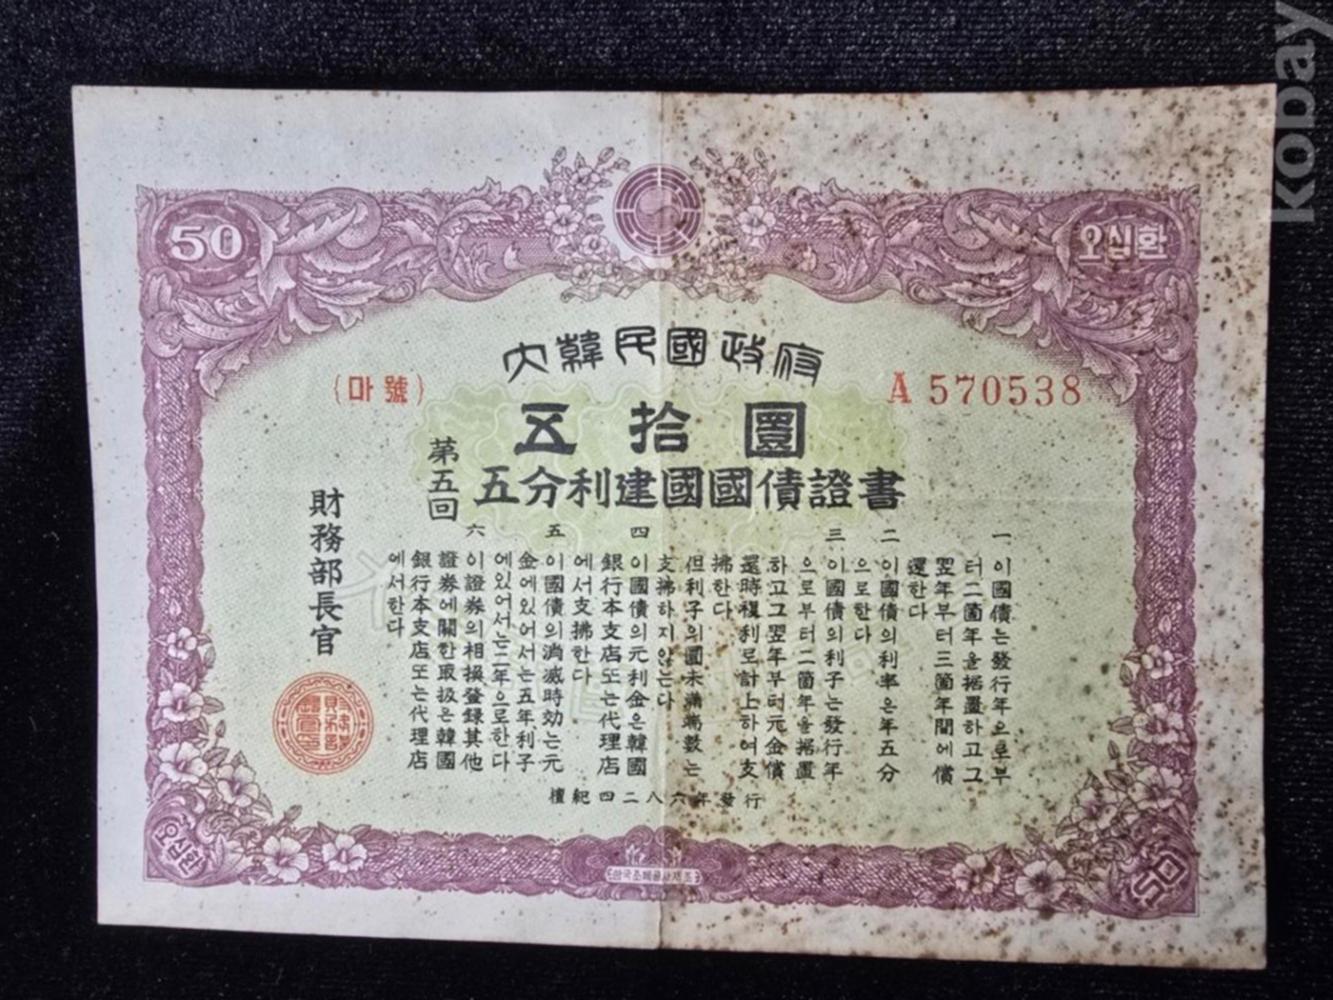 kobay
50
오십환
大韓民國政府
(마號)
A 570538
五拾圜
第五回
五分利建國國債證書
一 이國債는發行年으로부
터二箇年을据置하고그
翌年부터三箇年間에償
還한다
二 이國債의利率은年五分
으로한다
三 이國債의利子는發行年
으로부터二箇年을据置
하고그翌年부터元金償
還時複利로計上하여支
拂한다
但利子의圜未滿端數는
支拂하지않는다
四 이國債의元利金은韓國
銀行本支店또는代理店
에서支拂한다
五 이國債의消滅時効는元
金에있어서는五年利子
에있어서는二年으로한다
六 이證券의相換登錄其他
證券에關한取扱은韓國
銀行本支店또는代理店
에서한다
財務部長官
檀紀四二八六年發行
오십환
한국조폐공사제조
50